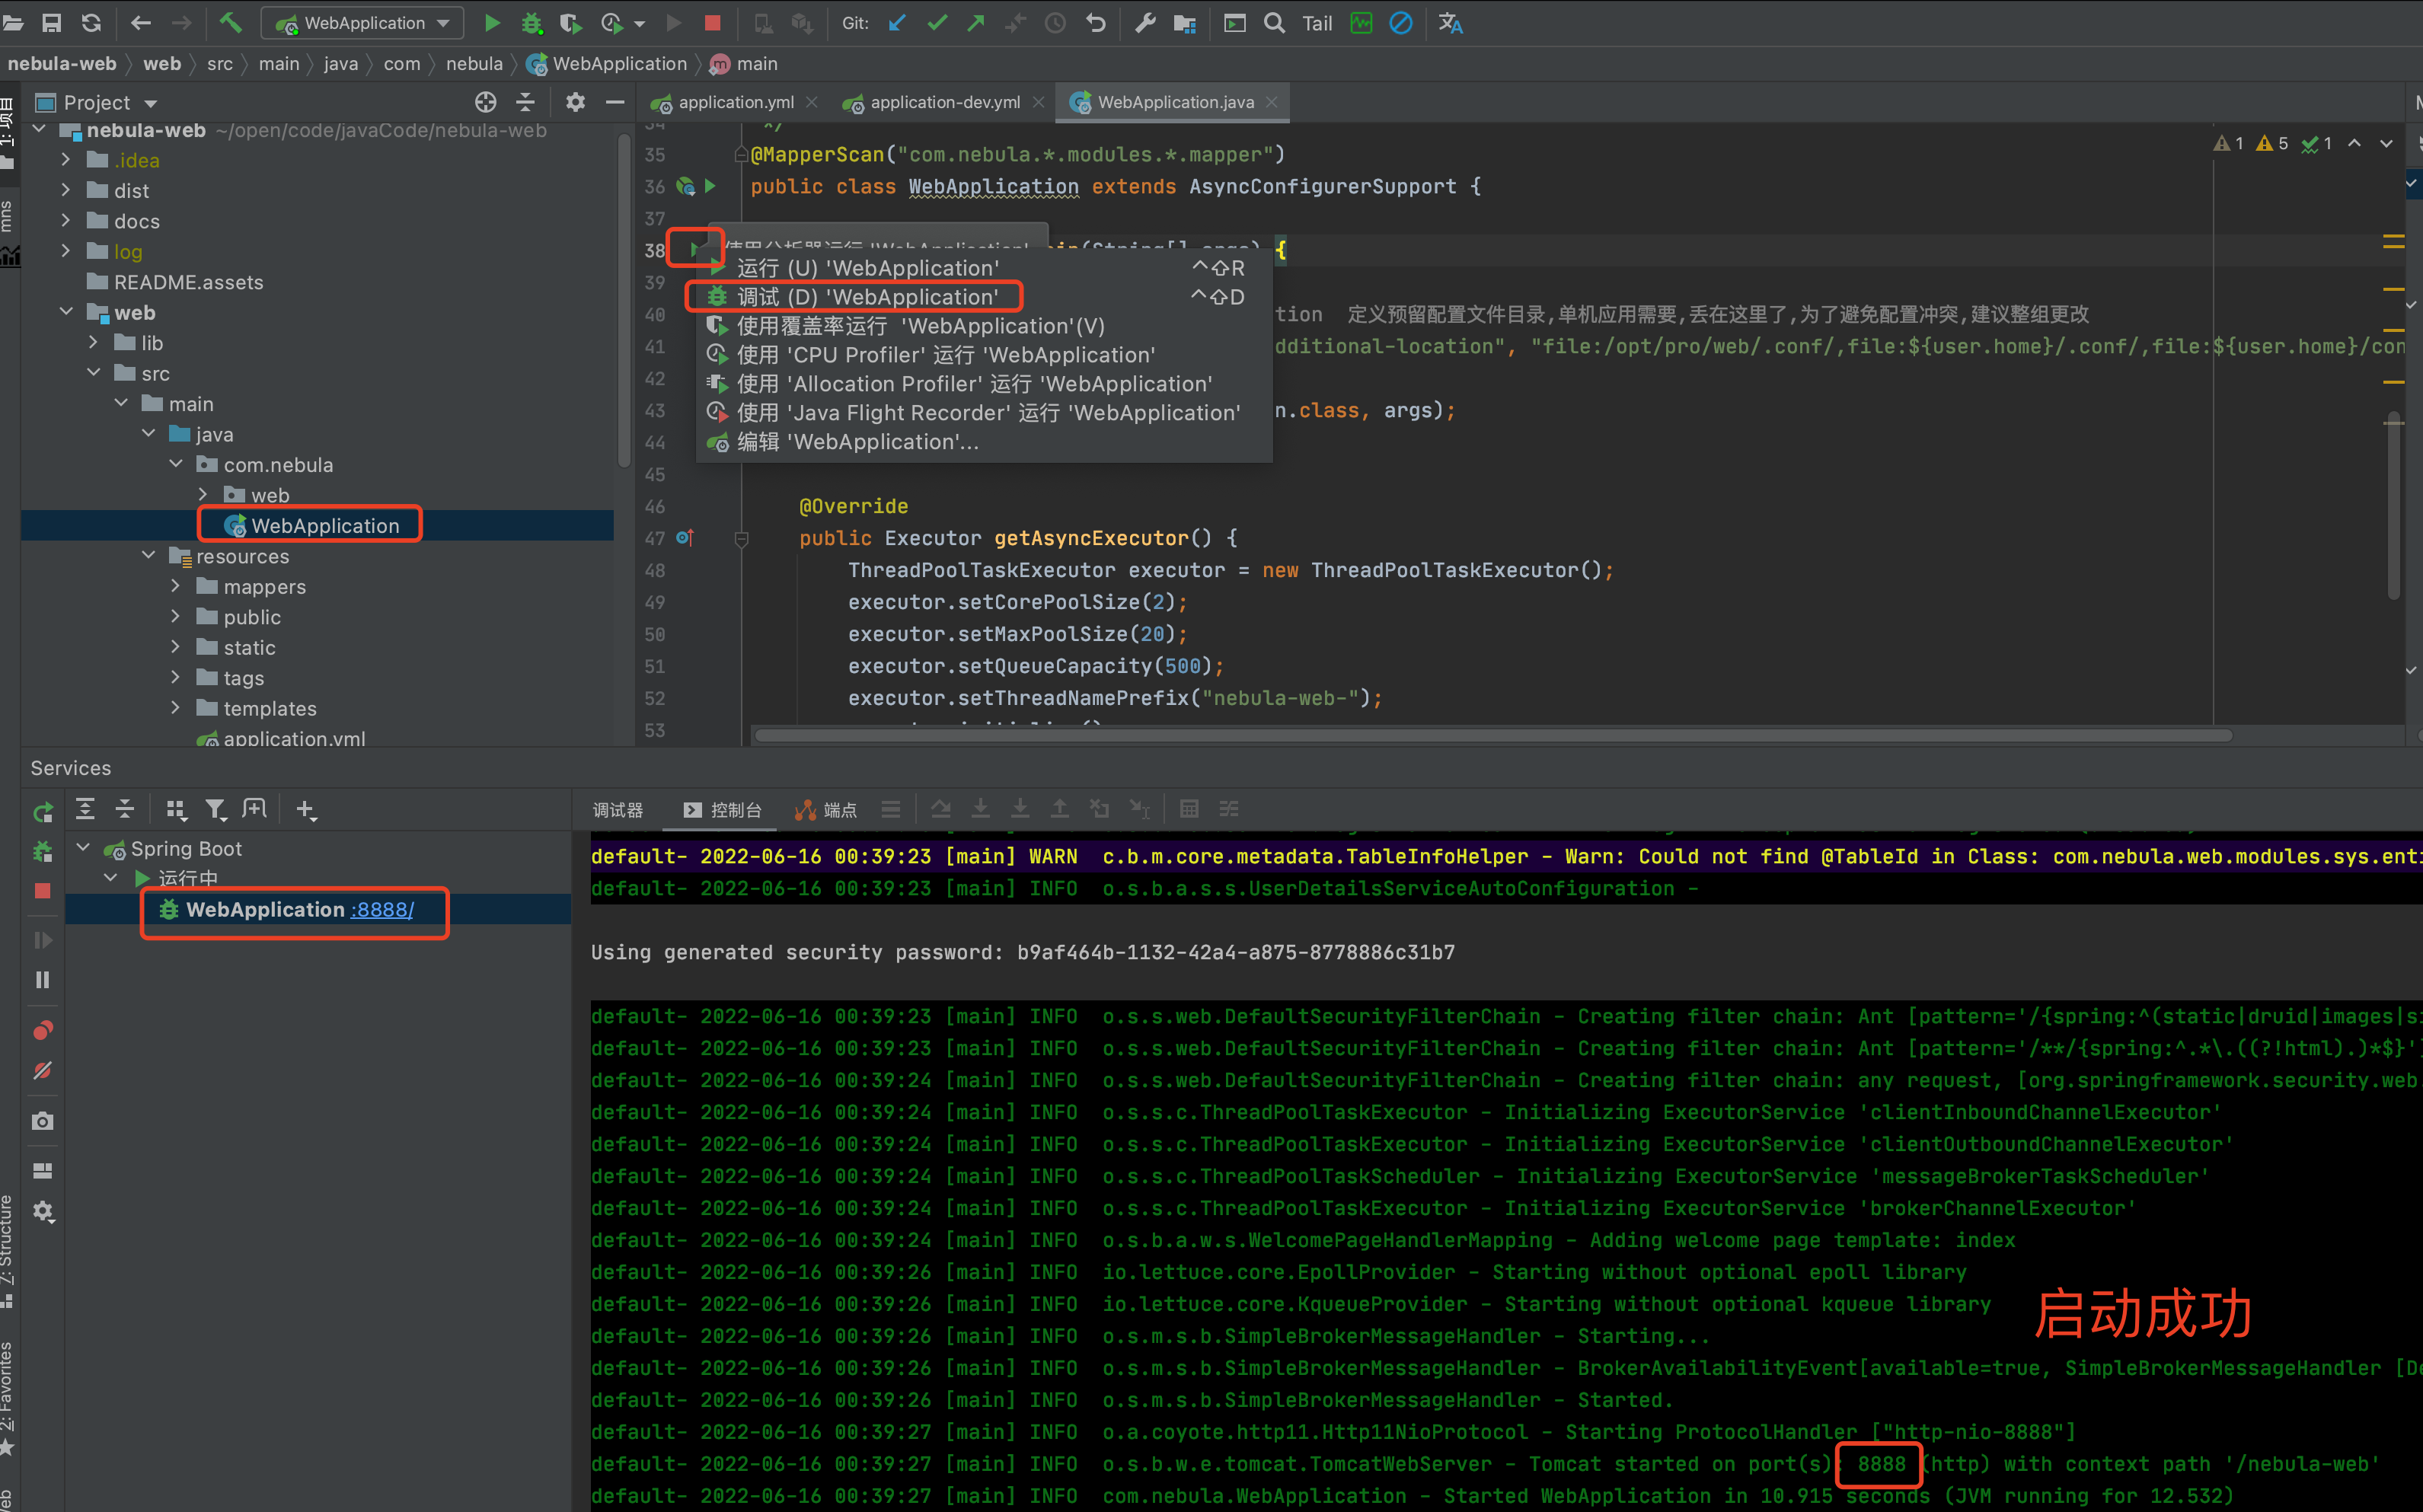 WebApplication
Git:
Tail
nebula-web
web
src
main
java
com
nebula
WebApplication
main
Project
application.yml
application-dev.yml
WebApplication.java
nebula-web ~/open/code/javaCode/nebula-web
.idea
dist
docs
log
README.assets
web
lib
src
main
java
com.nebula
web
WebApplication
resources
mappers
public
static
tags
templates
application.yml
1 5 1
34 */
35 @MapperScan("com.nebula.*.modules.*.mapper")
36 public class WebApplication extends AsyncConfigurerSupport {
37
38
(String[] args) {
运行 (U) 'WebApplication' ^⇧R
调试 (D) 'WebApplication' ^⇧D
使用覆盖率运行 'WebApplication'(V)
使用 'CPU Profiler' 运行 'WebApplication'
使用 'Allocation Profiler' 运行 'WebApplication'
使用 'Java Flight Recorder' 运行 'WebApplication'
编辑 'WebApplication'...
39
40 tion 定义预留配置文件目录,单机应用需要,丢在这里了,为了避免配置冲突,建议整组更改
41 dditional-location", "file:/opt/pro/web/.conf/,file:${user.home}/.conf/,file:${user.home}/con
42
43 n.class, args);
44
45
46 @Override
47 public Executor getAsyncExecutor() {
48 ThreadPoolTaskExecutor executor = new ThreadPoolTaskExecutor();
49 executor.setCorePoolSize(2);
50 executor.setMaxPoolSize(20);
51 executor.setQueueCapacity(500);
52 executor.setThreadNamePrefix("nebula-web-");
53
Services
调试器
控制台
端点
Spring Boot
运行中
WebApplication :8888/
default- 2022-06-16 00:39:23 [main] WARN c.b.m.core.metadata.TableInfoHelper - Warn: Could not find @TableId in Class: com.nebula.web.modules.sys.enti
default- 2022-06-16 00:39:23 [main] INFO o.s.b.a.s.s.UserDetailsServiceAutoConfiguration -
Using generated security password: b9af464b-1132-42a4-a875-8778886c31b7
default- 2022-06-16 00:39:23 [main] INFO o.s.s.web.DefaultSecurityFilterChain - Creating filter chain: Ant [pattern='/{spring:^(static|druid|images|s
default- 2022-06-16 00:39:23 [main] INFO o.s.s.web.DefaultSecurityFilterChain - Creating filter chain: Ant [pattern='/**/{spring:^.*\.((?!html).)*$}']
default- 2022-06-16 00:39:24 [main] INFO o.s.s.web.DefaultSecurityFilterChain - Creating filter chain: any request, [org.springframework.security.web
default- 2022-06-16 00:39:24 [main] INFO o.s.s.c.ThreadPoolTaskExecutor - Initializing ExecutorService 'clientInboundChannelExecutor'
default- 2022-06-16 00:39:24 [main] INFO o.s.s.c.ThreadPoolTaskExecutor - Initializing ExecutorService 'clientOutboundChannelExecutor'
default- 2022-06-16 00:39:24 [main] INFO o.s.s.c.ThreadPoolTaskScheduler - Initializing ExecutorService 'messageBrokerTaskScheduler'
default- 2022-06-16 00:39:24 [main] INFO o.s.s.c.ThreadPoolTaskExecutor - Initializing ExecutorService 'brokerChannelExecutor'
default- 2022-06-16 00:39:24 [main] INFO o.s.b.a.w.s.WelcomePageHandlerMapping - Adding welcome page template: index
default- 2022-06-16 00:39:26 [main] INFO io.lettuce.core.EpollProvider - Starting without optional epoll library
default- 2022-06-16 00:39:26 [main] INFO io.lettuce.core.KqueueProvider - Starting without optional kqueue library
启动成功
default- 2022-06-16 00:39:26 [main] INFO o.s.m.s.b.SimpleBrokerMessageHandler - Starting...
default- 2022-06-16 00:39:26 [main] INFO o.s.m.s.b.SimpleBrokerMessageHandler - BrokerAvailabilityEvent[available=true, SimpleBrokerMessageHandler [De
default- 2022-06-16 00:39:26 [main] INFO o.s.m.s.b.SimpleBrokerMessageHandler - Started.
default- 2022-06-16 00:39:27 [main] INFO o.a.coyote.http11.Http11NioProtocol - Starting ProtocolHandler ["http-nio-8888"]
default- 2022-06-16 00:39:27 [main] INFO o.s.b.w.e.tomcat.TomcatWebServer - Tomcat started on port(s): 8888 (http) with context path '/nebula-web'
default- 2022-06-16 00:39:27 [main] INFO com.nebula.WebApplication - Started WebApplication in 10.915 seconds (JVM running for 12.532)
1: 项目
mns
7: Structure
2: Favorites